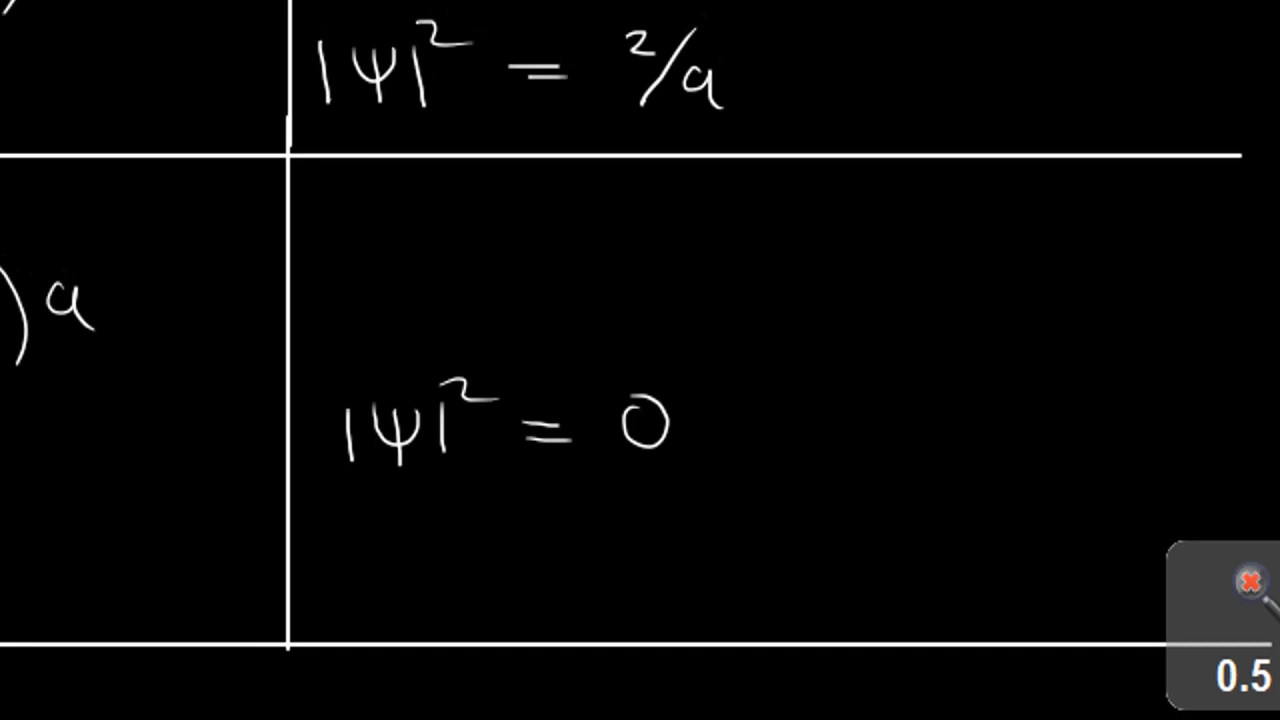 |ψ|² = ²/a
)a
|ψ|² = 0
0.5